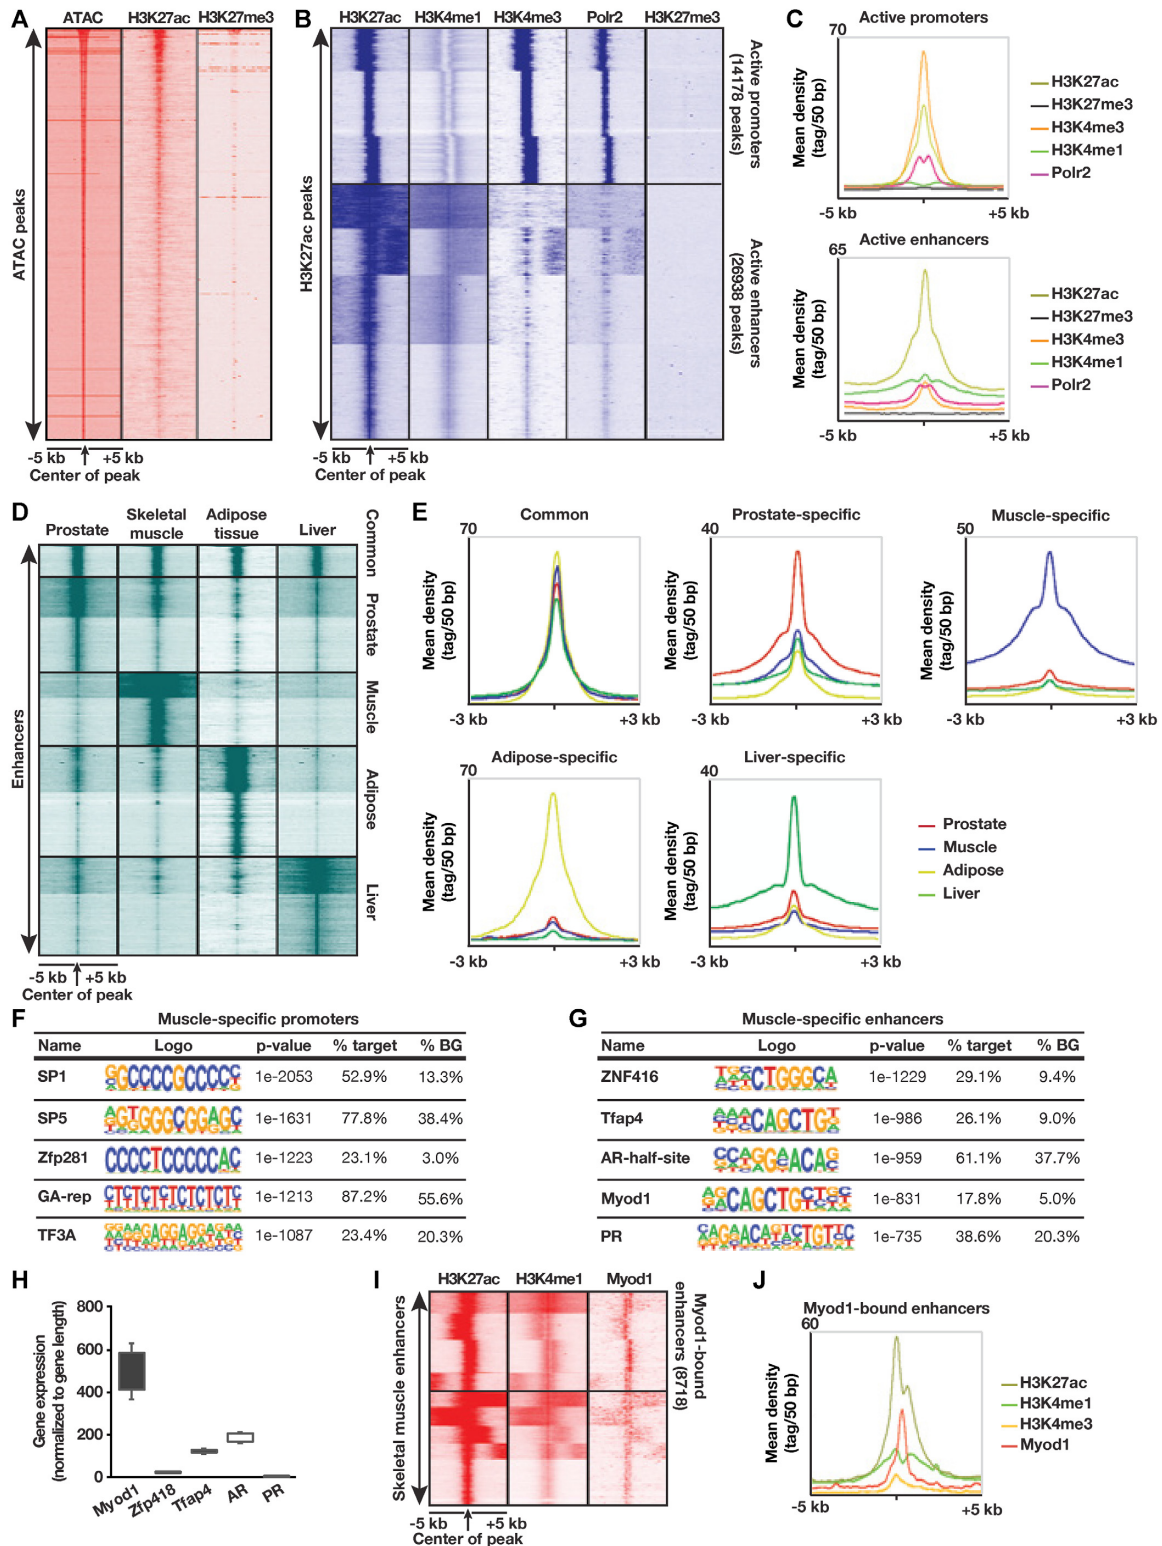 A
ATAC H3K27ac H3K27me3
ATAC peaks
-5 kb +5 kb
Center of peak
B
H3K27ac H3K4me1 H3K4me3 Polr2 H3K27me3
H3K27ac peaks
Active promoters
(14178 peaks)
Active enhancers
(26938 peaks)
-5 kb +5 kb
Center of peak
C
Active promoters
70
Mean density
(tag/50 bp)
H3K27ac
H3K27me3
H3K4me3
H3K4me1
Polr2
-5 kb +5 kb
Active enhancers
65
Mean density
(tag/50 bp)
H3K27ac
H3K27me3
H3K4me3
H3K4me1
Polr2
-5 kb +5 kb
D
Prostate Skeletal muscle Adipose tissue Liver
Enhancers
Common
Prostate
Muscle
Adipose
Liver
-5 kb +5 kb
Center of peak
E
Common
70
Mean density
(tag/50 bp)
-3 kb +3 kb
Prostate-specific
40
Mean density
(tag/50 bp)
-3 kb +3 kb
Muscle-specific
50
Mean density
(tag/50 bp)
-3 kb +3 kb
Adipose-specific
70
Mean density
(tag/50 bp)
-3 kb +3 kb
Liver-specific
40
Mean density
(tag/50 bp)
-3 kb +3 kb
Prostate
Muscle
Adipose
Liver
F
Muscle-specific promoters
Name Logo p-value % target % BG
SP1 GGCCCCGCCCCC 1e-2053 52.9% 13.3%
SP5 AGTGGGCGGAGC 1e-1631 77.8% 38.4%
Zfp281 CCCCTCCCCCAC 1e-1223 23.1% 3.0%
GA-rep CTCTCTCTCTCTCTC 1e-1213 87.2% 55.6%
TF3A 1e-1087 23.4% 20.3%
G
Muscle-specific enhancers
Name Logo p-value % target % BG
ZNF416 CTGGGCA 1e-1229 29.1% 9.4%
Tfap4 CAGCTG 1e-986 26.1% 9.0%
AR-half-site CCAGGAACAG 1e-959 61.1% 37.7%
Myod1 CAGCTG 1e-831 17.8% 5.0%
PR 1e-735 38.6% 20.3%
H
Gene expression
(normalized to gene length)
800
600
400
200
0
Myod1 Zfp418 Tfap4 AR PR
I
H3K27ac H3K4me1 Myod1
Skeletal muscle enhancers
Myod1-bound
enhancers (8718)
-5 kb +5 kb
Center of peak
J
Myod1-bound enhancers
60
Mean density
(tag/50 bp)
H3K27ac
H3K4me1
H3K4me3
Myod1
-5 kb +5 kb